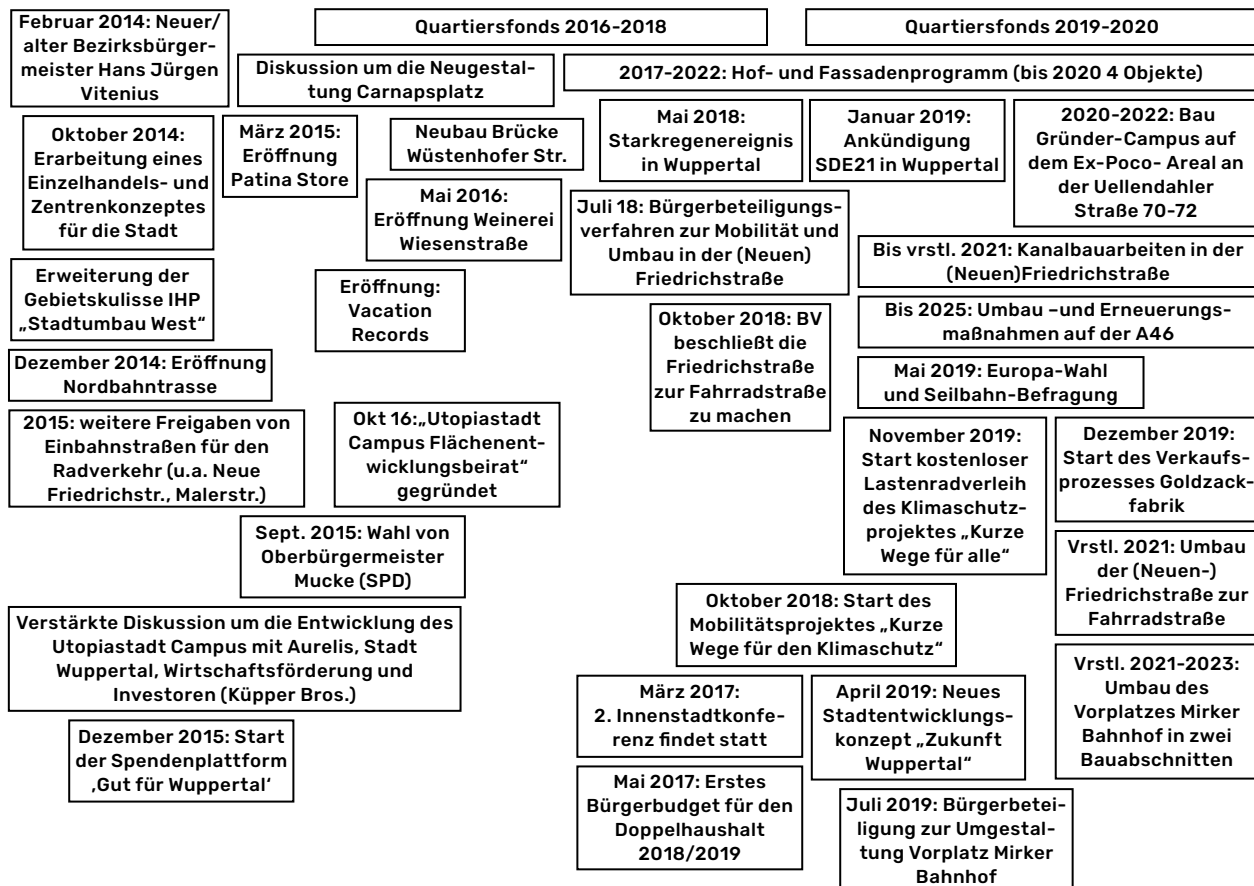 Februar 2014: Neuer/
alter Bezirksbürger-
meister Hans Jürgen
Vitenius
Quartiersfonds 2016-2018
Quartiersfonds 2019-2020
Diskussion um die Neugestal-
tung Carnapsplatz
2017-2022: Hof- und Fassadenprogramm (bis 2020 4 Objekte)
Oktober 2014:
Erarbeitung eines
Einzelhandels- und
Zentrenkonzeptes
für die Stadt
März 2015:
Eröffnung
Patina Store
Neubau Brücke
Wüstenhofer Str.
Mai 2018:
Starkregenereignis
in Wuppertal
Januar 2019:
Ankündigung
SDE21 in Wuppertal
2020-2022: Bau
Gründer-Campus auf
dem Ex-Poco- Areal an
der Uellendahler
Straße 70-72
Mai 2016:
Eröffnung Weinerei
Wiesenstraße
Juli 18: Bürgerbeteiligungs-
verfahren zur Mobilität und
Umbau in der (Neuen)
Friedrichstraße
Bis vrstl. 2021: Kanalbauarbeiten in der
(Neuen)Friedrichstraße
Erweiterung der
Gebietskulisse IHP
„Stadtumbau West“
Eröffnung:
Vacation
Records
Bis 2025: Umbau –und Erneuerungs-
maßnahmen auf der A46
Oktober 2018: BV
beschließt die
Friedrichstraße
zur Fahrradstraße
zu machen
Dezember 2014: Eröffnung
Nordbahntrasse
Mai 2019: Europa-Wahl
und Seilbahn-Befragung
2015: weitere Freigaben von
Einbahnstraßen für den
Radverkehr (u.a. Neue
Friedrichstr., Malerstr.)
Okt 16:„Utopiastadt
Campus Flächenent-
wicklungsbeirat“
gegründet
November 2019:
Start kostenloser
Lastenradverleih
des Klimaschutz-
projektes „Kurze
Wege für alle“
Dezember 2019:
Start des Verkaufs-
prozesses Goldzack-
fabrik
Sept. 2015: Wahl von
Oberbürgermeister
Mucke (SPD)
Vrstl. 2021: Umbau
der (Neuen-)
Friedrichstraße zur
Fahrradstraße
Oktober 2018: Start des
Mobilitätsprojektes „Kurze
Wege für den Klimaschutz“
Verstärkte Diskussion um die Entwicklung des
Utopiastadt Campus mit Aurelis, Stadt
Wuppertal, Wirtschaftsförderung und
Investoren (Küpper Bros.)
Vrstl. 2021-2023:
Umbau des
Vorplatzes Mirker
Bahnhof in zwei
Bauabschnitten
März 2017:
2. Innenstadtkonfe-
renz findet statt
April 2019: Neues
Stadtentwicklungs-
konzept „Zukunft
Wuppertal“
Dezember 2015: Start
der Spendenplattform
‚Gut für Wuppertal‘
Mai 2017: Erstes
Bürgerbudget für den
Doppelhaushalt
2018/2019
Juli 2019: Bürgerbetei-
ligung zur Umgestal-
tung Vorplatz Mirker
Bahnhof